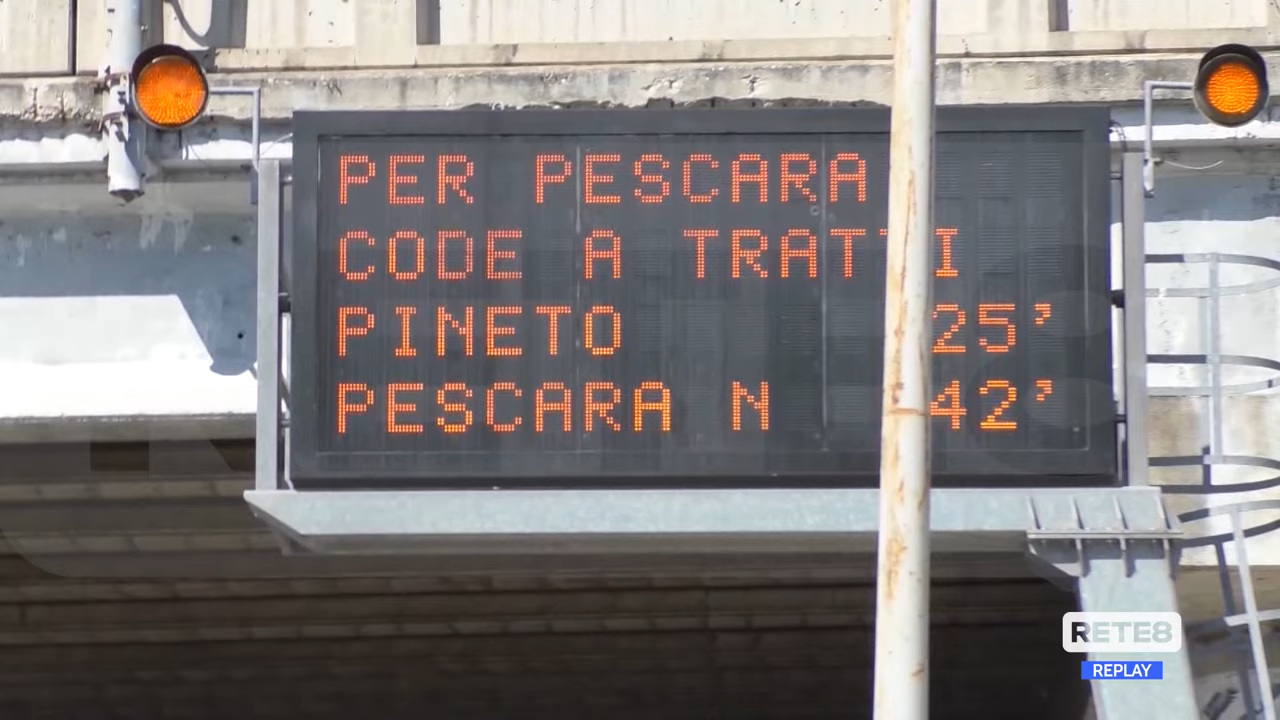 PER PESCARA
CODE A TRATTI
PINETO 25'
PESCARA N 42'
RETE8
REPLAY